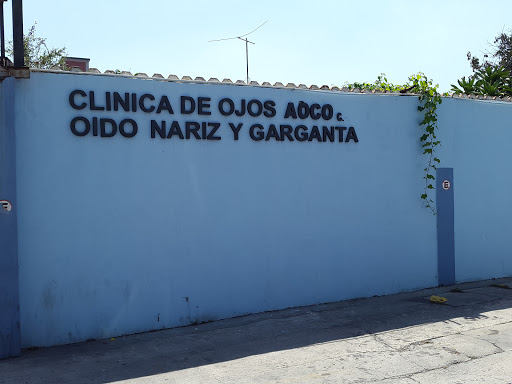 CLINICA DE OJOS AOCO c.
OIDO NARIZ Y GARGANTA
E